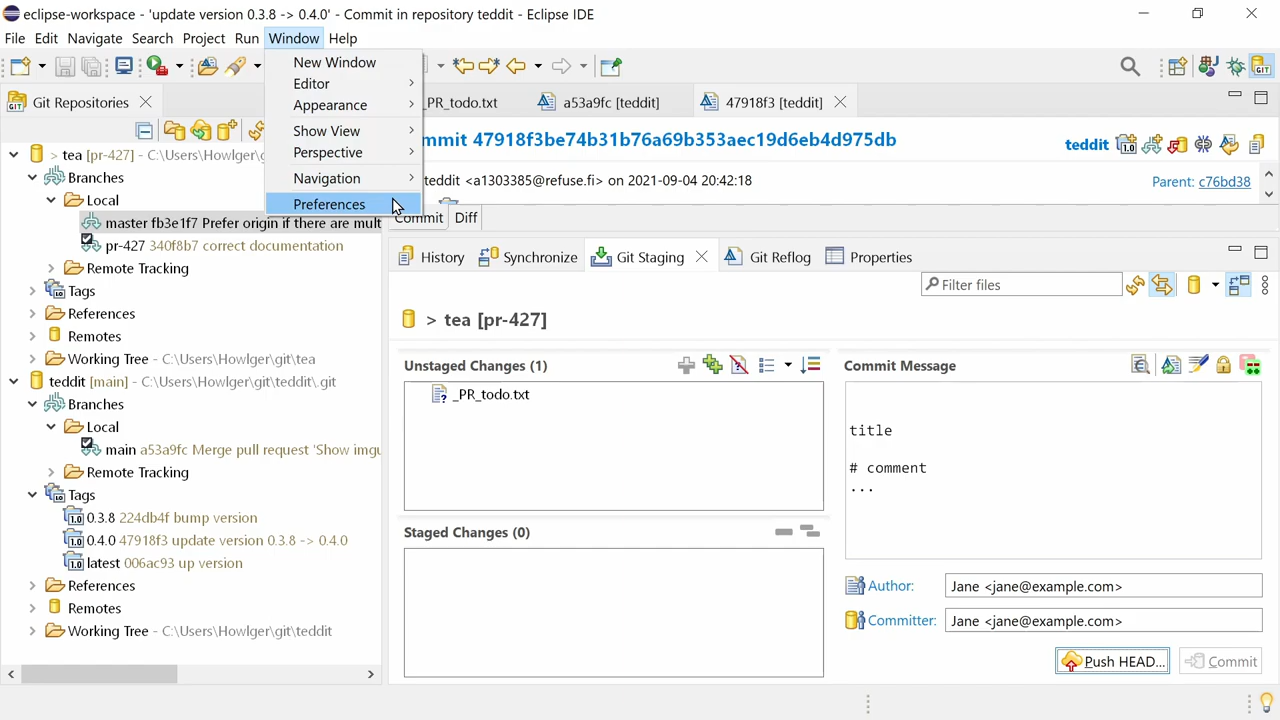 eclipse-workspace - 'update version 0.3.8 -> 0.4.0' - Commit in repository teddit - Eclipse IDE
File Edit Navigate Search Project Run Window Help
New Window
Editor
Appearance
Show View
Perspective
Navigation
Preferences
Git Repositories
_PR_todo.txt
a53a9fc [teddit]
47918f3 [teddit]
mmit 47918f3be74b31b76a69b353aec19d6eb4d975db
teddit
teddit <a1303385@refuse.fi> on 2021-09-04 20:42:18
Parent: c76bd38
Commit Diff
> tea [pr-427] - C:\Users\Howlger\g
Branches
Local
master fb3e1f7 Prefer origin if there are mult
pr-427 340f8b7 correct documentation
Remote Tracking
Tags
References
Remotes
Working Tree - C:\Users\Howlger\git\tea
teddit [main] - C:\Users\Howlger\git\teddit\.git
Branches
Local
main a53a9fc Merge pull request 'Show imgu
Remote Tracking
Tags
1.0 0.3.8 224db4f bump version
1.0 0.4.0 47918f3 update version 0.3.8 -> 0.4.0
1.0 latest 006ac93 up version
References
Remotes
Working Tree - C:\Users\Howlger\git\teddit
History Synchronize Git Staging Git Reflog Properties
Filter files
> tea [pr-427]
Unstaged Changes (1)
_PR_todo.txt
Staged Changes (0)
Commit Message
title
# comment
...
Author: Jane <jane@example.com>
Committer: Jane <jane@example.com>
Push HEAD... Commit